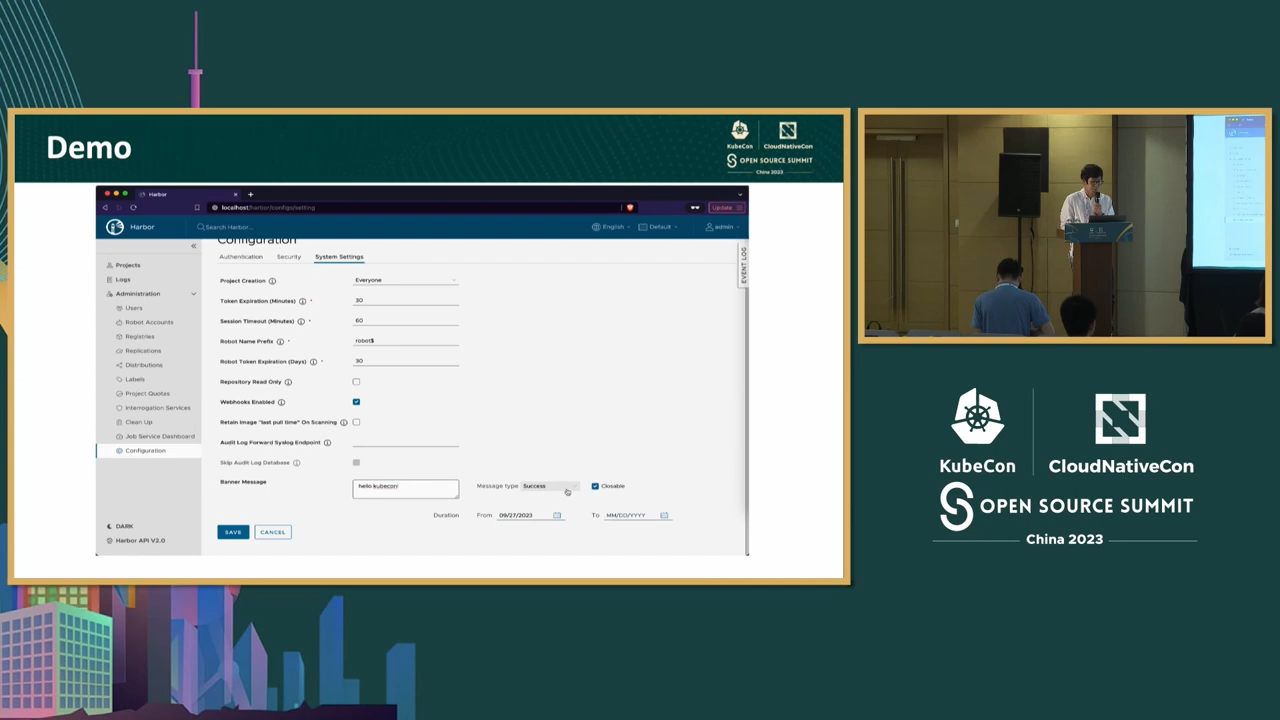 Demo
KubeCon
CloudNativeCon
OPEN SOURCE SUMMIT
China 2023
Harbor
localhost/harbor/configs/setting
Update
Harbor
Search Harbor...
English
Default
admin
Configuration
Authentication
Security
System Settings
EVENT LOG
Projects
Logs
Administration
Users
Robot Accounts
Registries
Replications
Distributions
Labels
Project Quotas
Interrogation Services
Clean Up
Job Service Dashboard
Configuration
DARK
Harbor API V2.0
Project Creation
Everyone
Token Expiration (Minutes) *
30
Session Timeout (Minutes) *
60
Robot Name Prefix *
robot$
Robot Token Expiration (Days) *
30
Repository Read Only
Webhooks Enabled
Retain Image "last pull time" On Scanning
Audit Log Forward Syslog Endpoint
Skip Audit Log Database
Banner Message
hello kubecon!
Message type Success
Closable
Duration From 09/27/2023 To MM/DD/YYYY
SAVE
CANCEL
KubeCon
CloudNativeCon
OPEN SOURCE SUMMIT
China 2023